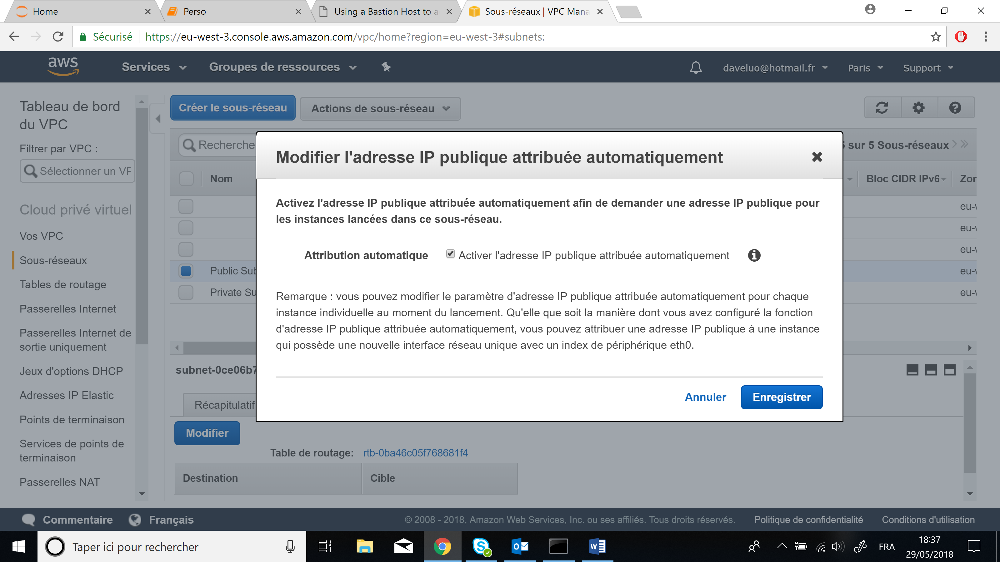 Home
Perso
Using a Bastion Host to a
Sous-réseaux | VPC Mana
Sécurisé
https://eu-west-3.console.aws.amazon.com/vpc/home?region=eu-west-3#subnets:
aws
Services
Groupes de ressources
daveluo@hotmail.fr
Paris
Support
Tableau de bord
du VPC
Filtrer par VPC :
Sélectionner un VP
Cloud privé virtuel
Vos VPC
Sous-réseaux
Tables de routage
Passerelles Internet
Passerelles Internet de
sortie uniquement
Jeux d'options DHCP
Adresses IP Elastic
Points de terminaison
Services de points de
terminaison
Passerelles NAT
Créer le sous-réseau
Actions de sous-réseau
Recherche
sur 5 Sous-réseaux
Nom
Bloc CIDR IPv6
Zon
eu-w
eu-w
eu-w
Public Sub
eu-w
Private Su
eu-w
Modifier l'adresse IP publique attribuée automatiquement
Activez l'adresse IP publique attribuée automatiquement afin de demander une adresse IP publique pour
les instances lancées dans ce sous-réseau.
Attribution automatique
Activer l'adresse IP publique attribuée automatiquement
Remarque : vous pouvez modifier le paramètre d'adresse IP publique attribuée automatiquement pour chaque
instance individuelle au moment du lancement. Qu'elle que soit la manière dont vous avez configuré la fonction
d'adresse IP publique attribuée automatiquement, vous pouvez attribuer une adresse IP publique à une instance
qui possède une nouvelle interface réseau unique avec un index de périphérique eth0.
Annuler
Enregistrer
subnet-0ce06b7
Récapitulatif
Modifier
Table de routage: rtb-0ba46c05f768681f4
Destination
Cible
Commentaire
Français
© 2008 - 2018, Amazon Web Services, Inc. ou ses affiliés. Tous droits réservés.
Politique de confidentialité
Conditions d'utilisation
Taper ici pour rechercher
FRA
18:37
29/05/2018